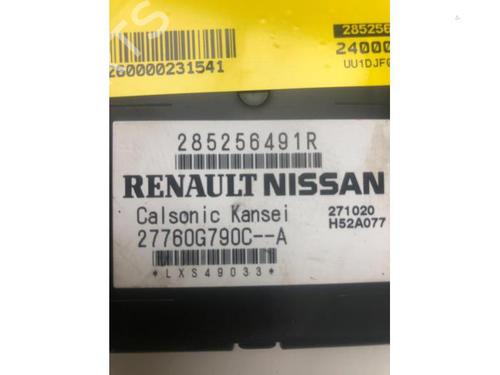 285256
260000231541
24000
UU1DJF
285256491R
RENAULT NISSAN
Calsonic Kansei
271020
27760G790C--A
H52A077
*LXS49033*